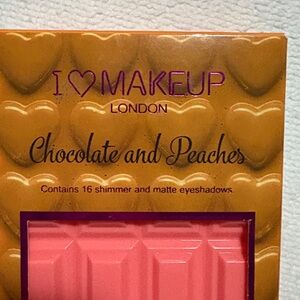 I ♡ MAKEUP
LONDON
Chocolate and Peaches
Contains 16 shimmer and matte eyeshadows.